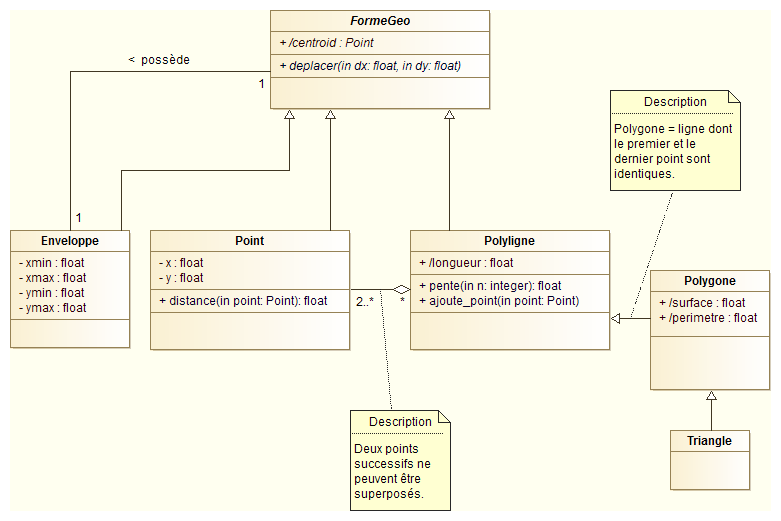 FormeGeo
+ /centroid : Point
+ deplacer(in dx: float, in dy: float)
< possède
1
1
Description
Polygone = ligne dont
le premier et le
dernier point sont
identiques.
Enveloppe
- xmin : float
- xmax : float
- ymin : float
- ymax : float
Point
- x : float
- y : float
+ distance(in point: Point): float
2..*
*
Polyligne
+ /longueur : float
+ pente(in n: integer): float
+ ajoute_point(in point: Point)
Polygone
+ /surface : float
+ /perimetre : float
Description
Deux points
successifs ne
peuvent être
superposés.
Triangle